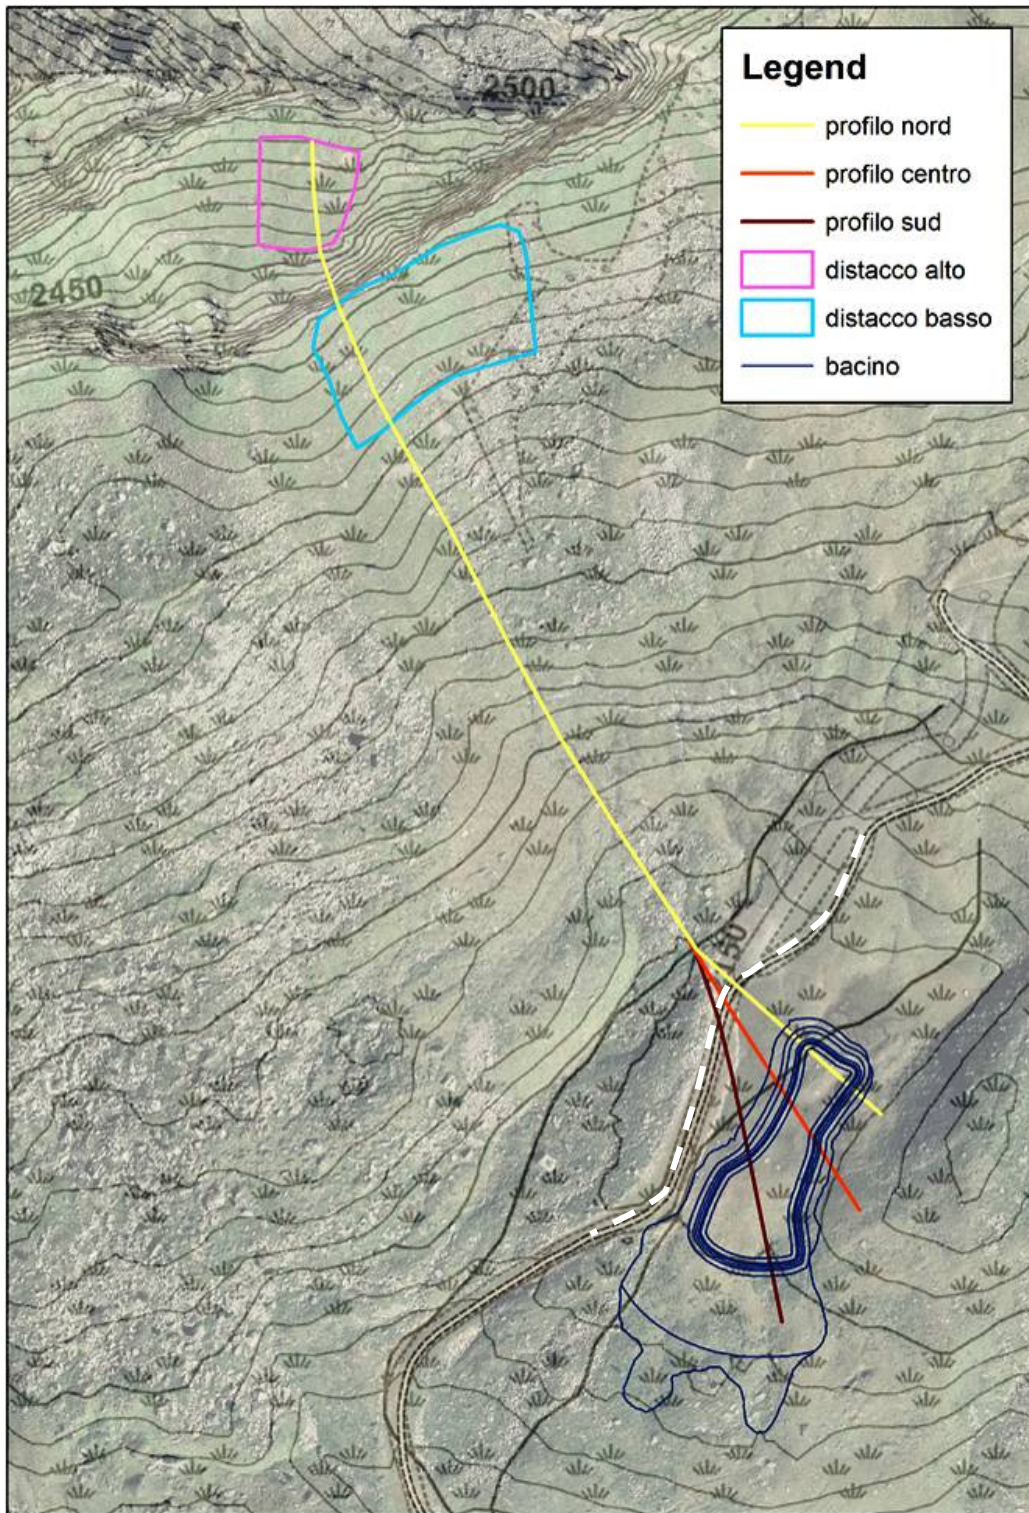 2500
Legend
profilo nord
profilo centro
profilo sud
distacco alto
distacco basso
bacino
2450